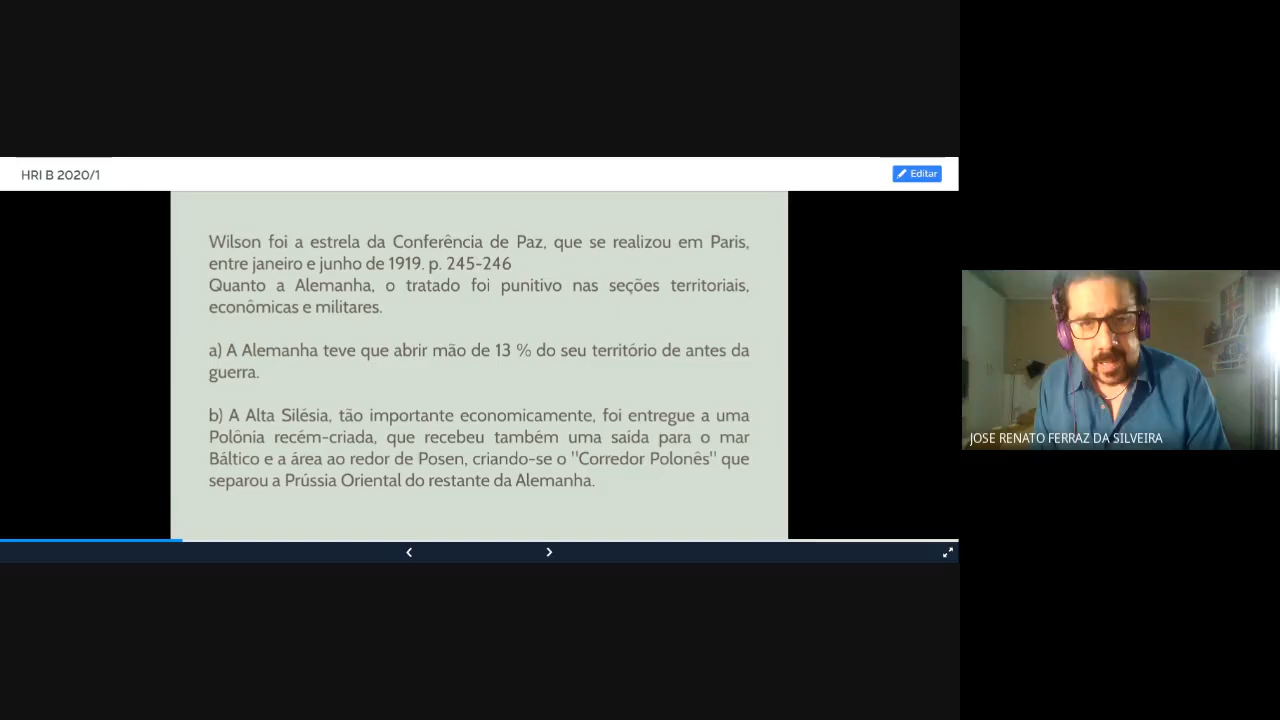 HRI B 2020/1
Editar
Wilson foi a estrela da Conferência de Paz, que se realizou em Paris,
entre janeiro e junho de 1919. p. 245-246
Quanto a Alemanha, o tratado foi punitivo nas seções territoriais,
econômicas e militares.
a) A Alemanha teve que abrir mão de 13 % do seu território de antes da
guerra.
b) A Alta Silésia, tão importante economicamente, foi entregue a uma
Polônia recém-criada, que recebeu também uma saída para o mar
Báltico e a área ao redor de Posen, criando-se o "Corredor Polonês" que
separou a Prússia Oriental do restante da Alemanha.
JOSE RENATO FERRAZ DA SILVEIRA